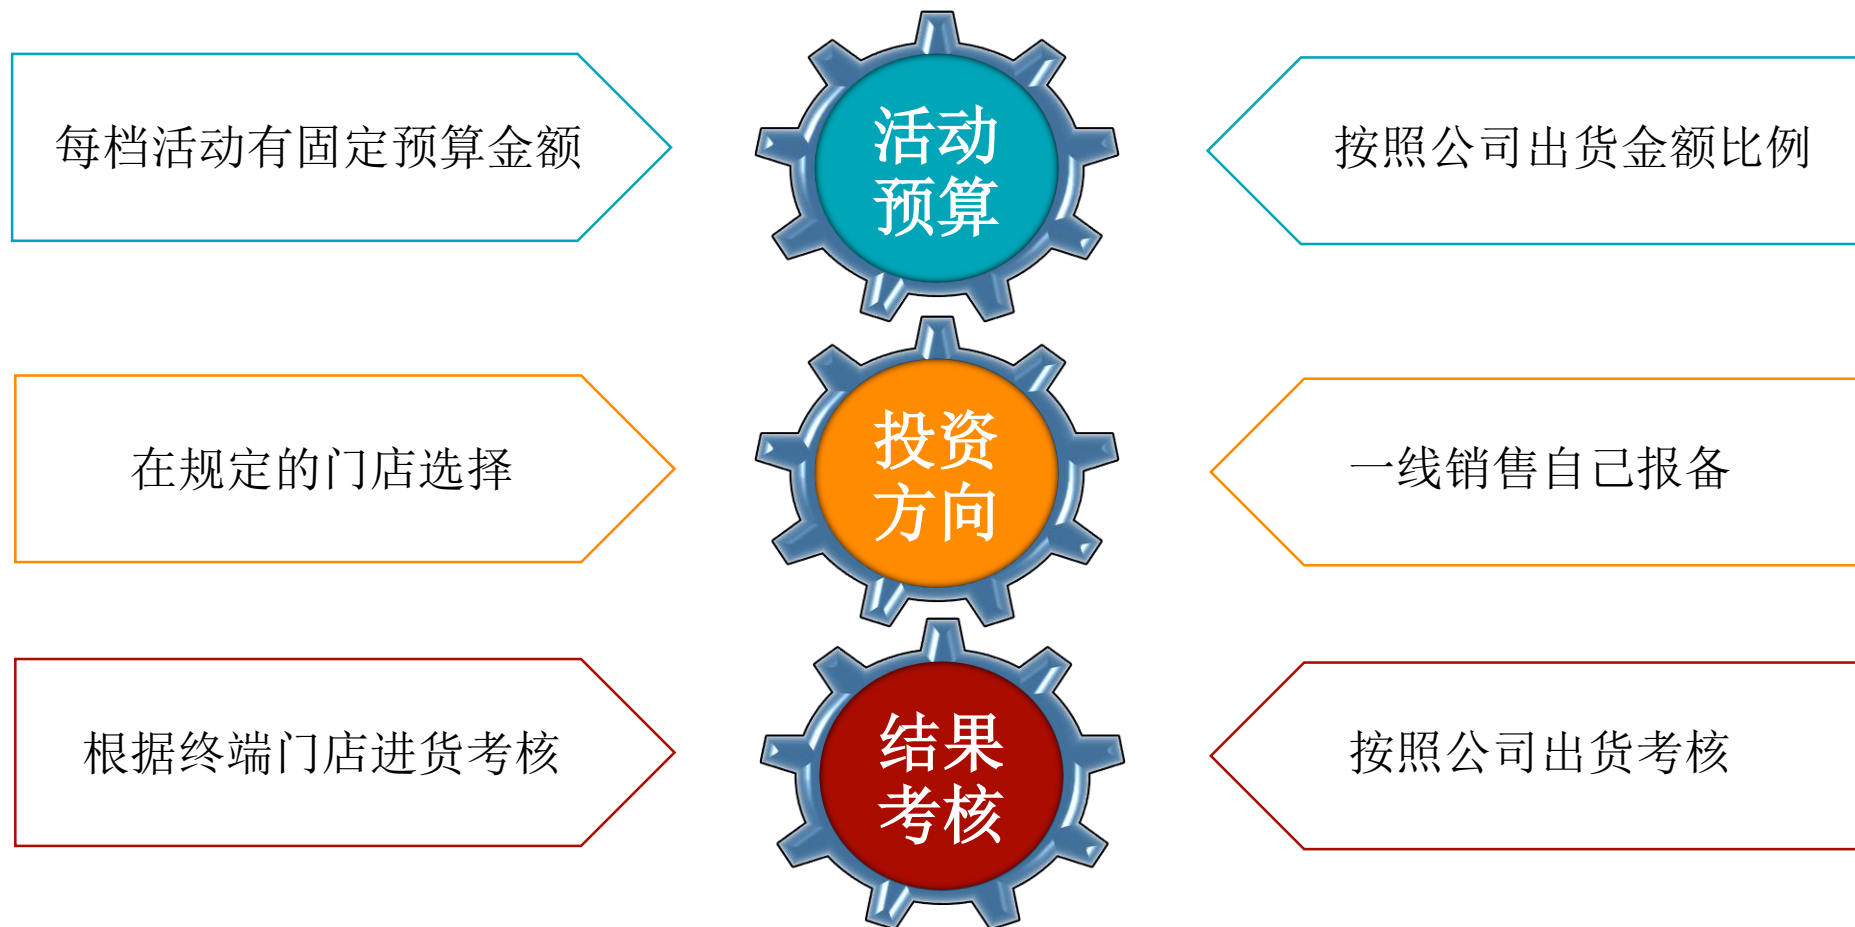 每档活动有固定预算金额
活动
预算
按照公司出货金额比例
在规定的门店选择
投资
方向
一线销售自己报备
根据终端门店进货考核
结果
考核
按照公司出货考核